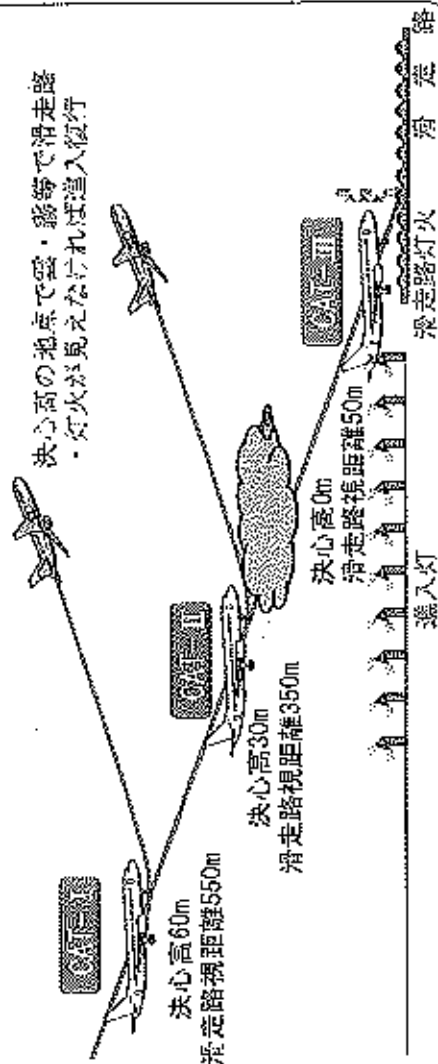 決心高の地点で雲・霧等で滑走路
・灯火が見えなければ進入復行
CAT-I
決心高60m
滑走路視距離550m
CAT-II
決心高30m
滑走路視距離350m
CAT-III
決心高0m
滑走路視距離50m
進入灯
滑走路灯火
滑走路